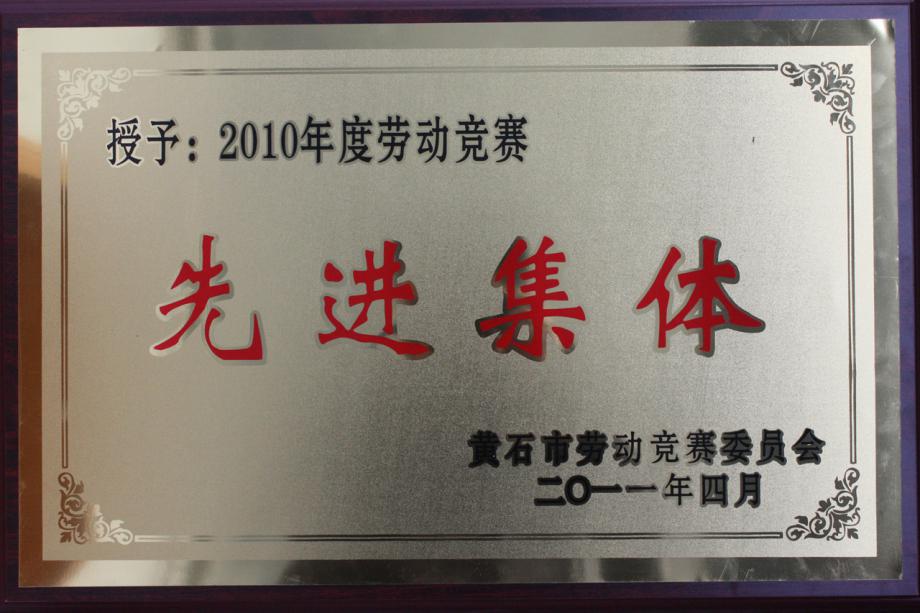 授予：2010年度劳动竞赛
先进集体
黄石市劳动竞赛委员会
二〇一一年四月